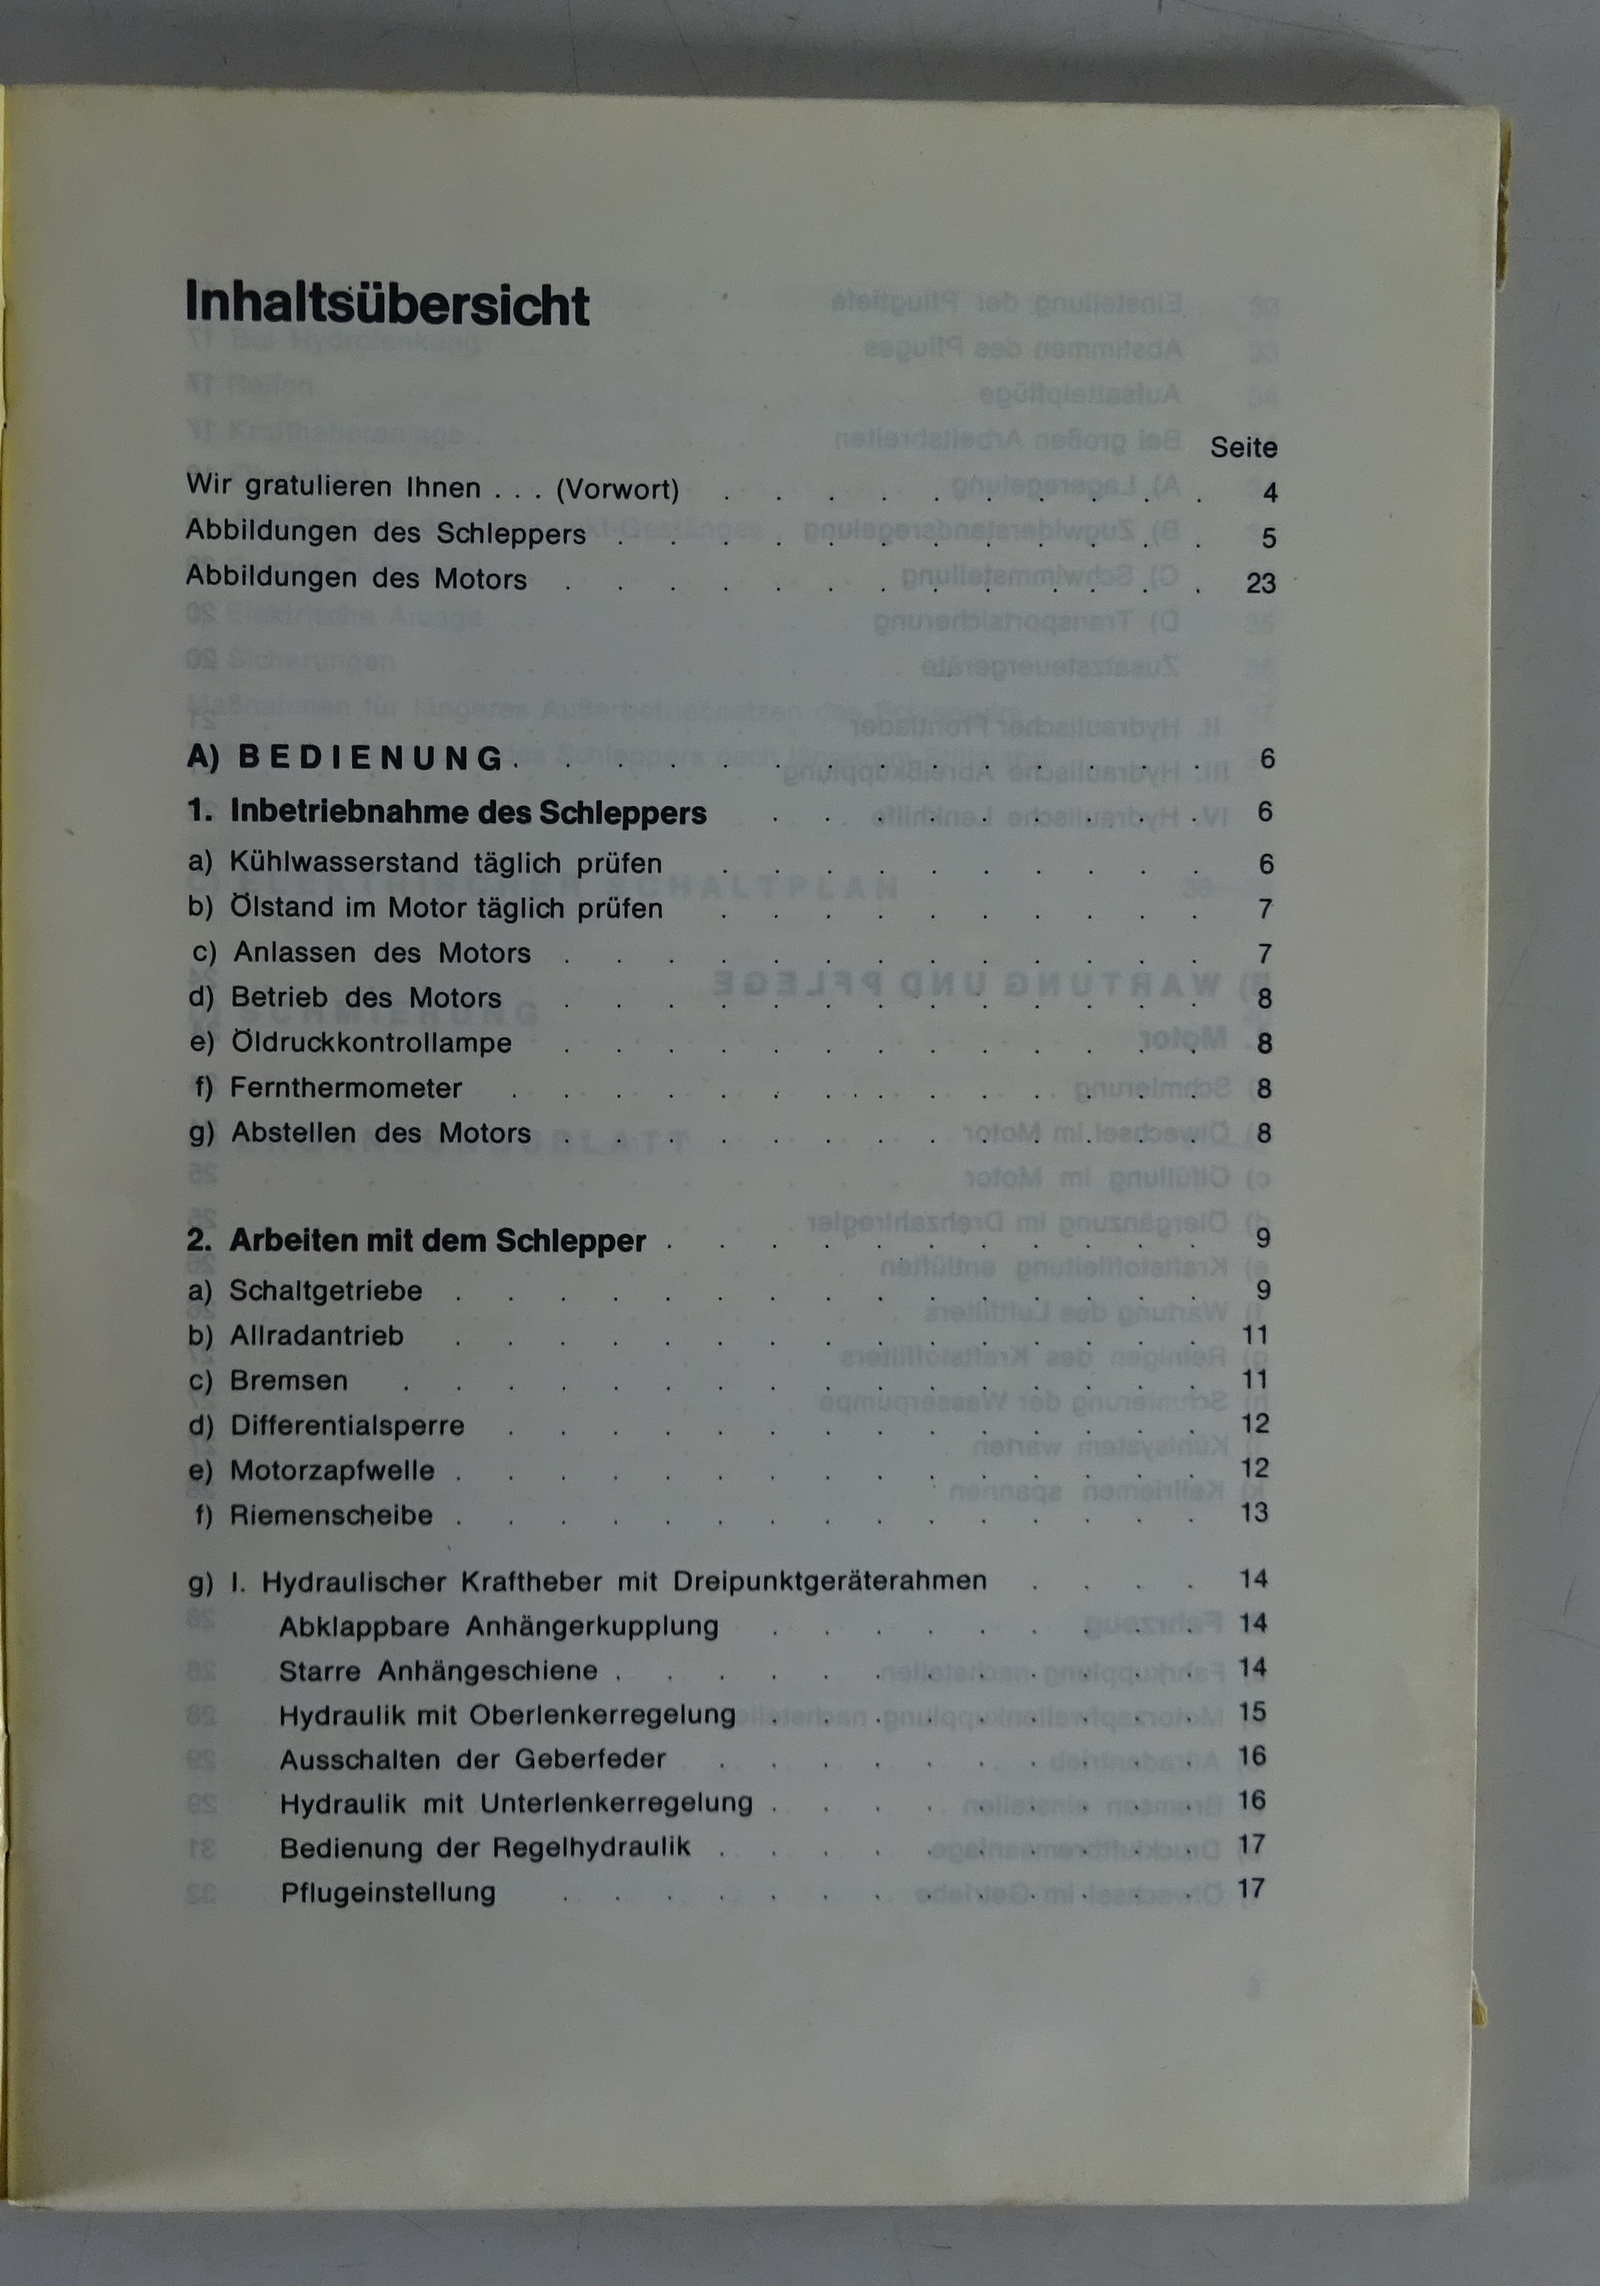 Inhaltsübersicht
Seite
Wir gratulieren Ihnen . . . (Vorwort) 4
Abbildungen des Schleppers 5
Abbildungen des Motors 23
A) BEDIENUNG 6
1. Inbetriebnahme des Schleppers 6
a) Kühlwasserstand täglich prüfen 6
b) Ölstand im Motor täglich prüfen 7
c) Anlassen des Motors 7
d) Betrieb des Motors 8
e) Öldruckkontrollampe 8
f) Fernthermometer 8
g) Abstellen des Motors 8
2. Arbeiten mit dem Schlepper 9
a) Schaltgetriebe 9
b) Allradantrieb 11
c) Bremsen 11
d) Differentialsperre 12
e) Motorzapfwelle 12
f) Riemenscheibe 13
g) I. Hydraulischer Kraftheber mit Dreipunktgeräterahmen 14
Abklappbare Anhängerkupplung 14
Starre Anhängeschiene 14
Hydraulik mit Oberlenkerregelung 15
Ausschalten der Geberfeder 16
Hydraulik mit Unterlenkerregelung 16
Bedienung der Regelhydraulik 17
Pflugeinstellung 17